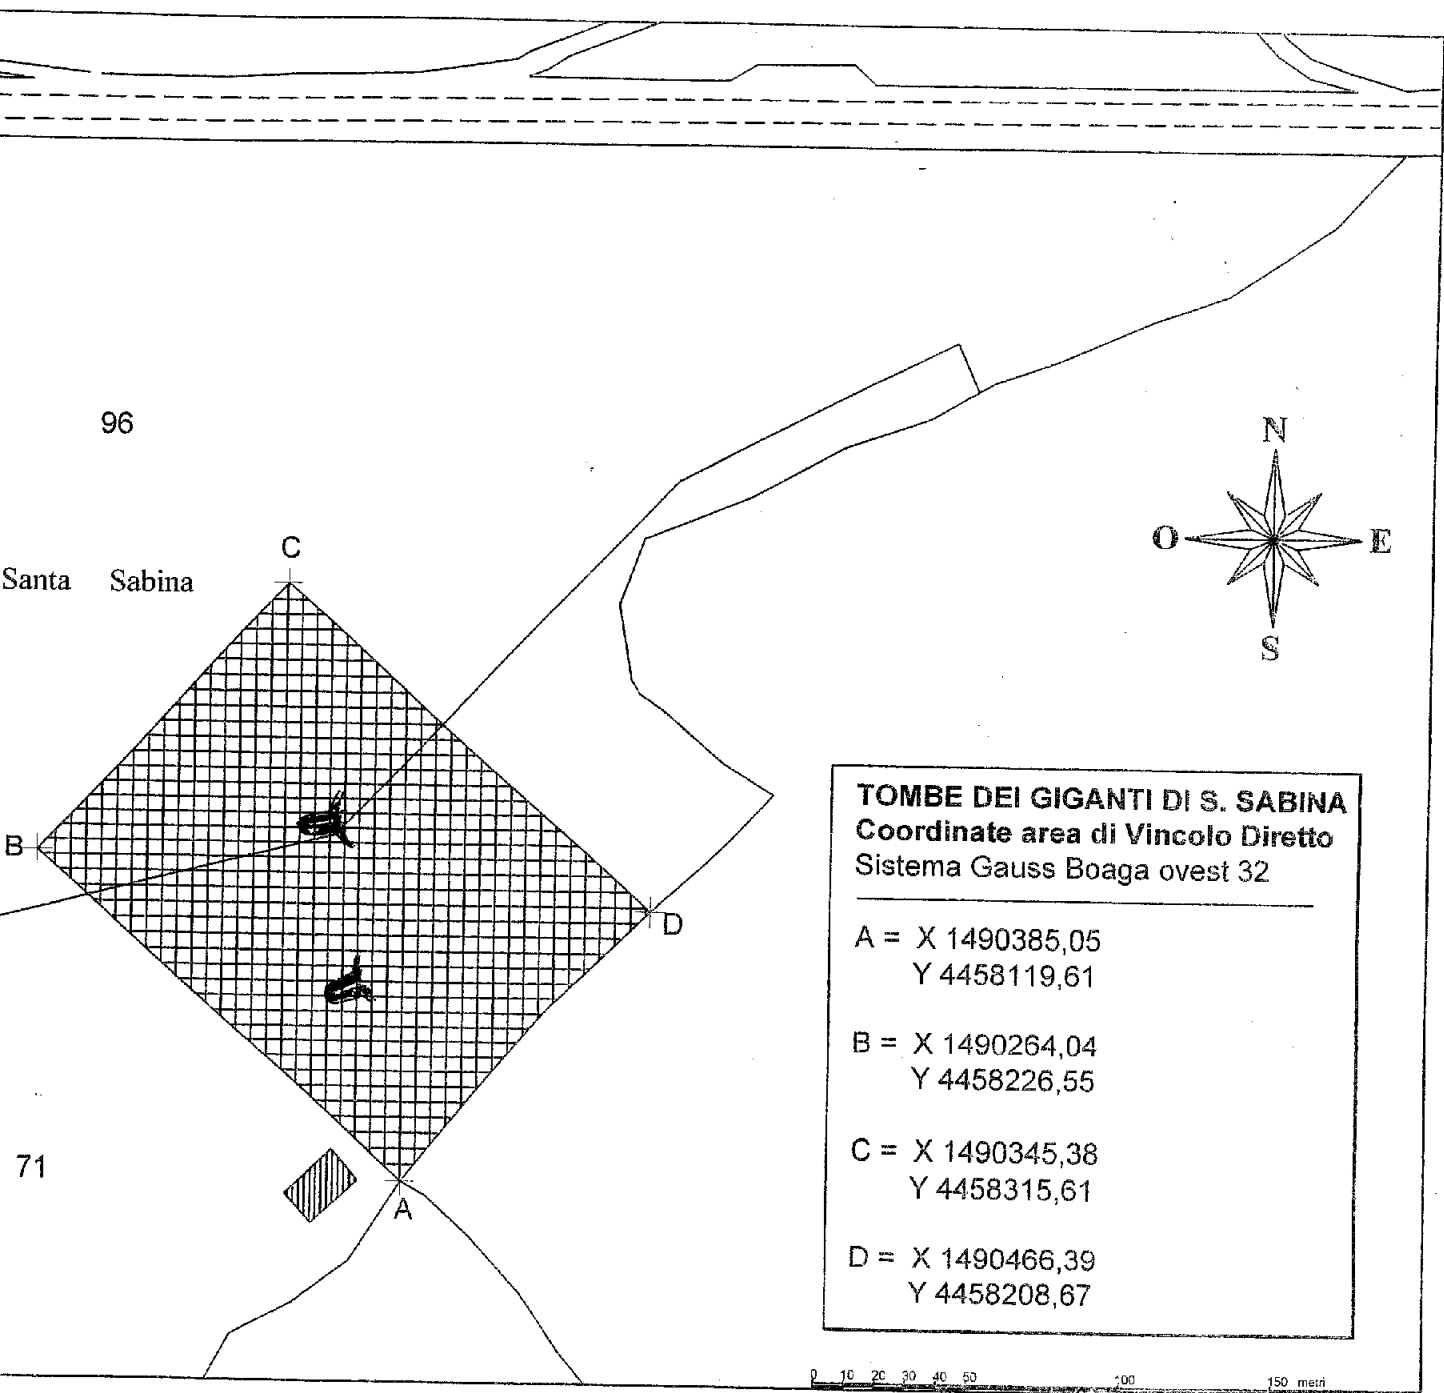 96
N
O E
S
C
Santa Sabina
B
D
71
A
TOMBE DEI GIGANTI DI S. SABINA
Coordinate area di Vincolo Diretto
Sistema Gauss Boaga ovest 32
A = X 1490385,05
Y 4458119,61
B = X 1490264,04
Y 4458226,55
C = X 1490345,38
Y 4458315,61
D = X 1490466,39
Y 4458208,67
0 10 20 30 40 50 100 150 metri